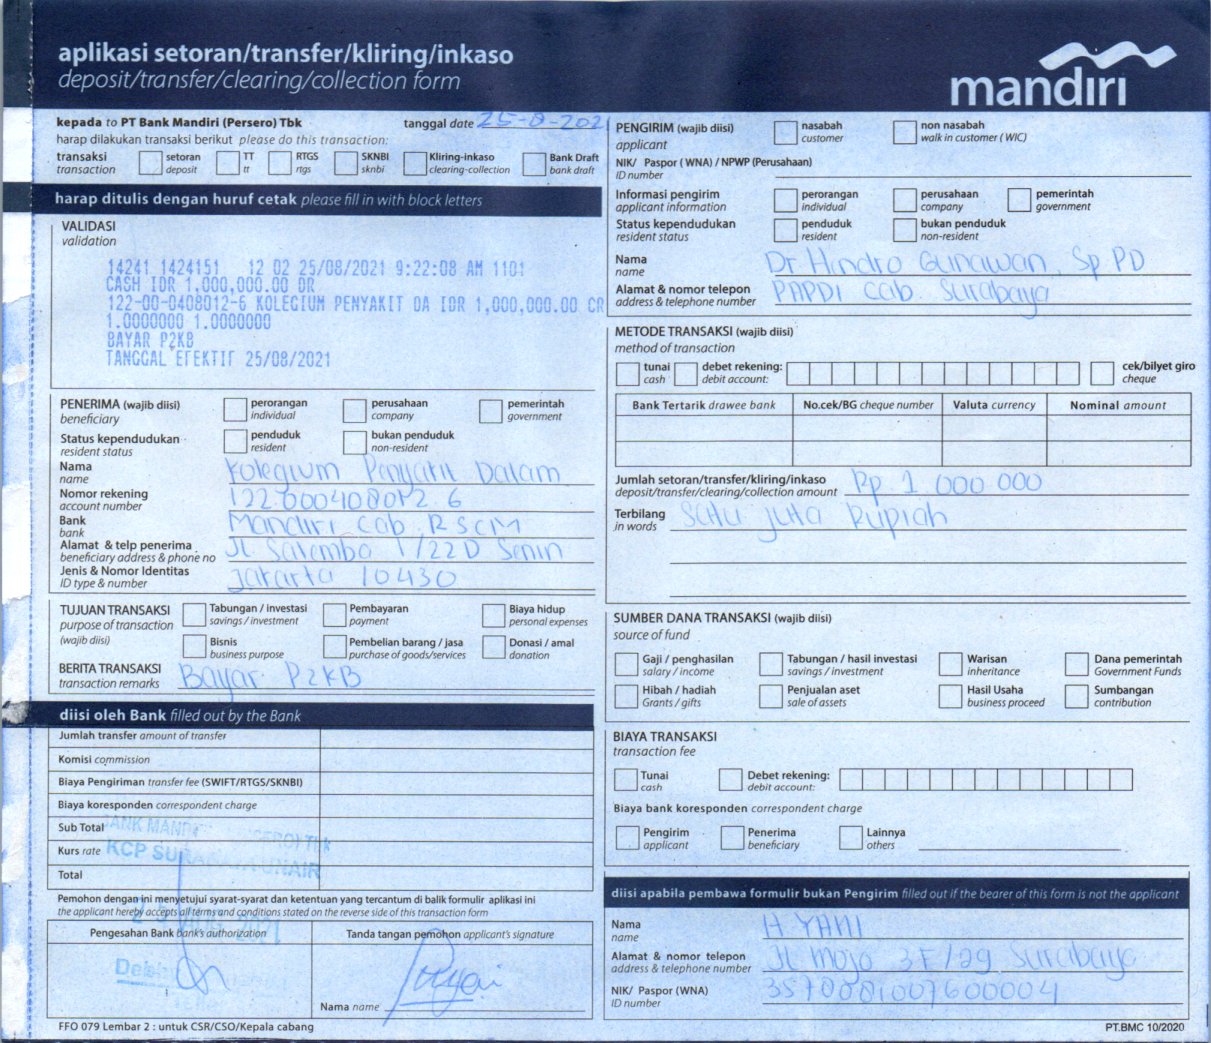 aplikasi setoran/transfer/kliring/inkaso
deposit/transfer/clearing/collection form
mandiri
kepada to PT Bank Mandiri (Persero) Tbk
tanggal date 25-8-2021
harap dilakukan transaksi berikut please do this transaction:
transaksi transaction
setoran deposit
TT tt
RTGS rtgs
SKNBI sknbi
Kliring-inkaso clearing-collection
Bank Draft bank draft
harap ditulis dengan huruf cetak please fill in with block letters
VALIDASI
validation
14241 1424151 12 02 25/08/2021 9:22:08 AM 1101
CASH IDR 1,000,000.00 DR
122-00-0408012-6 KOLEGIUM PENYAKIT DA IDR 1,000,000.00 CR
1.0000000 1.0000000
BAYAR P2KB
TANGGAL EFEKTIF 25/08/2021
PENERIMA (wajib diisi) beneficiary
perorangan individual
perusahaan company
pemerintah government
Status kependudukan resident status
penduduk resident
bukan penduduk non-resident
Nama name Kolegium Penyakit Dalam
Nomor rekening account number
Bank bank Mandiri Cab. RSCM
Alamat & telp penerima beneficiary address & phone no Jl. Salemba 1/22D Senin
Jenis & Nomor Identitas ID type & number Jakarta 10430
TUJUAN TRANSAKSI purpose of transaction (wajib diisi)
Tabungan / investasi savings / investment
Pembayaran payment
Biaya hidup personal expenses
Bisnis business purpose
Pembelian barang / jasa purchase of goods/services
Donasi / amal donation
BERITA TRANSAKSI transaction remarks Bayar P2KB
diisi oleh Bank filled out by the Bank
Jumlah transfer amount of transfer
Komisi commission
Biaya Pengiriman transfer fee (SWIFT/RTGS/SKNBI)
Biaya koresponden correspondent charge
Sub Total
Kurs rate
Total
BANK MANDIRI (PERSERO) Tbk
KCP SURABAYA UNAIR
Pemohon dengan ini menyetujui syarat-syarat dan ketentuan yang tercantum di balik formulir aplikasi ini
the applicant hereby accepts all terms and conditions stated on the reverse side of this transaction form
Pengesahan Bank bank's authorization
Tanda tangan pemohon applicant's signature
Nama name
FFO 079 Lembar 2 : untuk CSR/CSO/Kepala cabang
PENGIRIM (wajib diisi) applicant
nasabah customer
non nasabah walk in customer ( WIC)
NIK/ Paspor ( WNA) / NPWP (Perusahaan)
ID number
Informasi pengirim applicant information
perorangan individual
perusahaan company
pemerintah government
Status kependudukan resident status
penduduk resident
bukan penduduk non-resident
Nama name Dr. Hendro Gunawan, Sp PD
Alamat & nomor telepon address & telephone number PAPDI cab. Surabaya
METODE TRANSAKSI (wajib diisi)
method of transaction
tunai cash
debet rekening: debit account:
cek/bilyet giro cheque
Bank Tertarik drawee bank
No.cek/BG cheque number
Valuta currency
Nominal amount
Jumlah setoran/transfer/kliring/inkaso deposit/transfer/clearing/collection amount Rp. 1 000 000
Terbilang in words Satu juta Rupiah
SUMBER DANA TRANSAKSI (wajib diisi)
source of fund
Gaji / penghasilan salary / income
Tabungan / hasil investasi savings / investment
Warisan inheritance
Dana pemerintah Government Funds
Hibah / hadiah Grants / gifts
Penjualan aset sale of assets
Hasil Usaha business proceed
Sumbangan contribution
BIAYA TRANSAKSI
transaction fee
Tunai cash
Debet rekening: debit account:
Biaya bank koresponden correspondent charge
Pengirim applicant
Penerima beneficiary
Lainnya others
diisi apabila pembawa formulir bukan Pengirim filled out if the bearer of this form is not the applicant
Nama name H. YANI
Alamat & nomor telepon address & telephone number Jl Mojo 3F/29 Surabaya
NIK/ Paspor (WNA) ID number
PT.BMC 10/2020